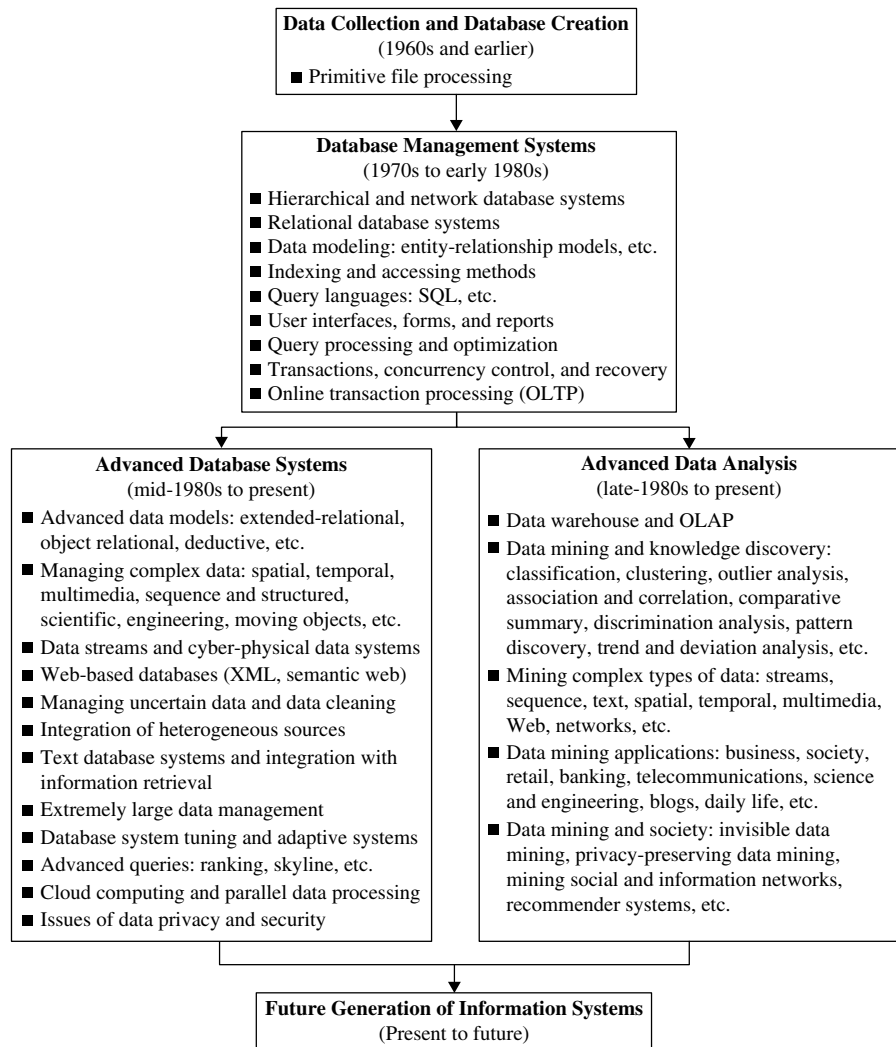 Data Collection and Database Creation
(1960s and earlier)
■ Primitive file processing
Database Management Systems
(1970s to early 1980s)
■ Hierarchical and network database systems
■ Relational database systems
■ Data modeling: entity-relationship models, etc.
■ Indexing and accessing methods
■ Query languages: SQL, etc.
■ User interfaces, forms, and reports
■ Query processing and optimization
■ Transactions, concurrency control, and recovery
■ Online transaction processing (OLTP)
Advanced Database Systems
(mid-1980s to present)
■ Advanced data models: extended-relational,
object relational, deductive, etc.
■ Managing complex data: spatial, temporal,
multimedia, sequence and structured,
scientific, engineering, moving objects, etc.
■ Data streams and cyber-physical data systems
■ Web-based databases (XML, semantic web)
■ Managing uncertain data and data cleaning
■ Integration of heterogeneous sources
■ Text database systems and integration with
information retrieval
■ Extremely large data management
■ Database system tuning and adaptive systems
■ Advanced queries: ranking, skyline, etc.
■ Cloud computing and parallel data processing
■ Issues of data privacy and security
Advanced Data Analysis
(late-1980s to present)
■ Data warehouse and OLAP
■ Data mining and knowledge discovery:
classification, clustering, outlier analysis,
association and correlation, comparative
summary, discrimination analysis, pattern
discovery, trend and deviation analysis, etc.
■ Mining complex types of data: streams,
sequence, text, spatial, temporal, multimedia,
Web, networks, etc.
■ Data mining applications: business, society,
retail, banking, telecommunications, science
and engineering, blogs, daily life, etc.
■ Data mining and society: invisible data
mining, privacy-preserving data mining,
mining social and information networks,
recommender systems, etc.
Future Generation of Information Systems
(Present to future)